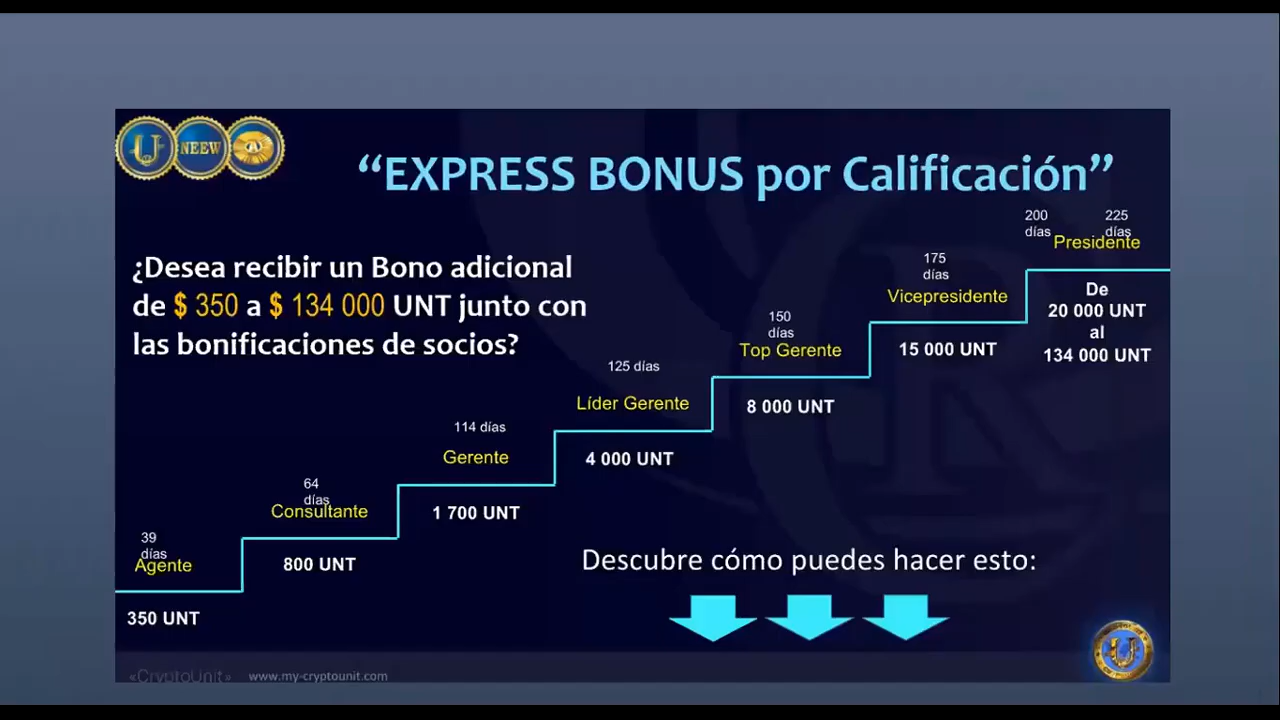 U NEEW
“EXPRESS BONUS por Calificación”
¿Desea recibir un Bono adicional
de $ 350 a $ 134 000 UNT junto con
las bonificaciones de socios?
39
días
Agente
350 UNT
64
días
Consultante
800 UNT
114 días
Gerente
1 700 UNT
125 días
Líder Gerente
4 000 UNT
150
días
Top Gerente
8 000 UNT
175
días
Vicepresidente
15 000 UNT
200
días
225
días
Presidente
De
20 000 UNT
al
134 000 UNT
Descubre cómo puedes hacer esto:
«CryptoUnit» www.my-cryptounit.com
U